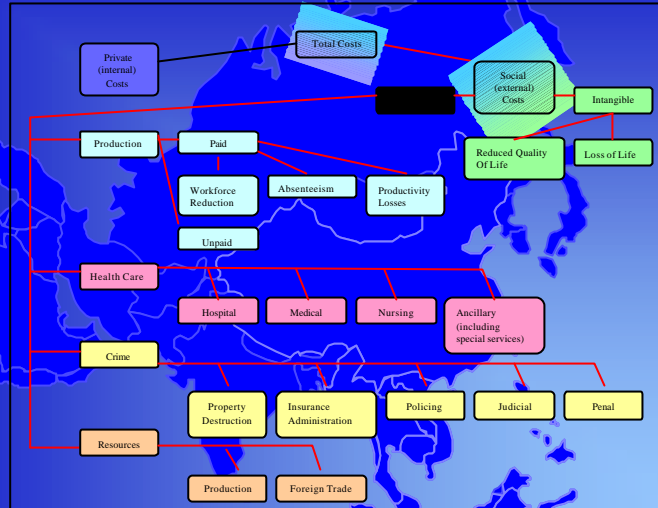 Total Costs
Private
(internal)
Costs
Social
(external)
Costs
Intangible
Production
Paid
Reduced Quality
Of Life
Loss of Life
Workforce
Reduction
Absenteeism
Productivity
Losses
Unpaid
Health Care
Hospital
Medical
Nursing
Ancillary
(including
special services)
Crime
Property
Destruction
Insurance
Administration
Policing
Judicial
Penal
Resources
Production
Foreign Trade